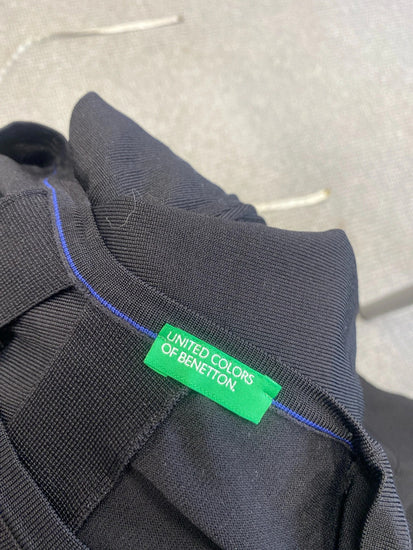 UNITED COLORS
OF BENETTON.